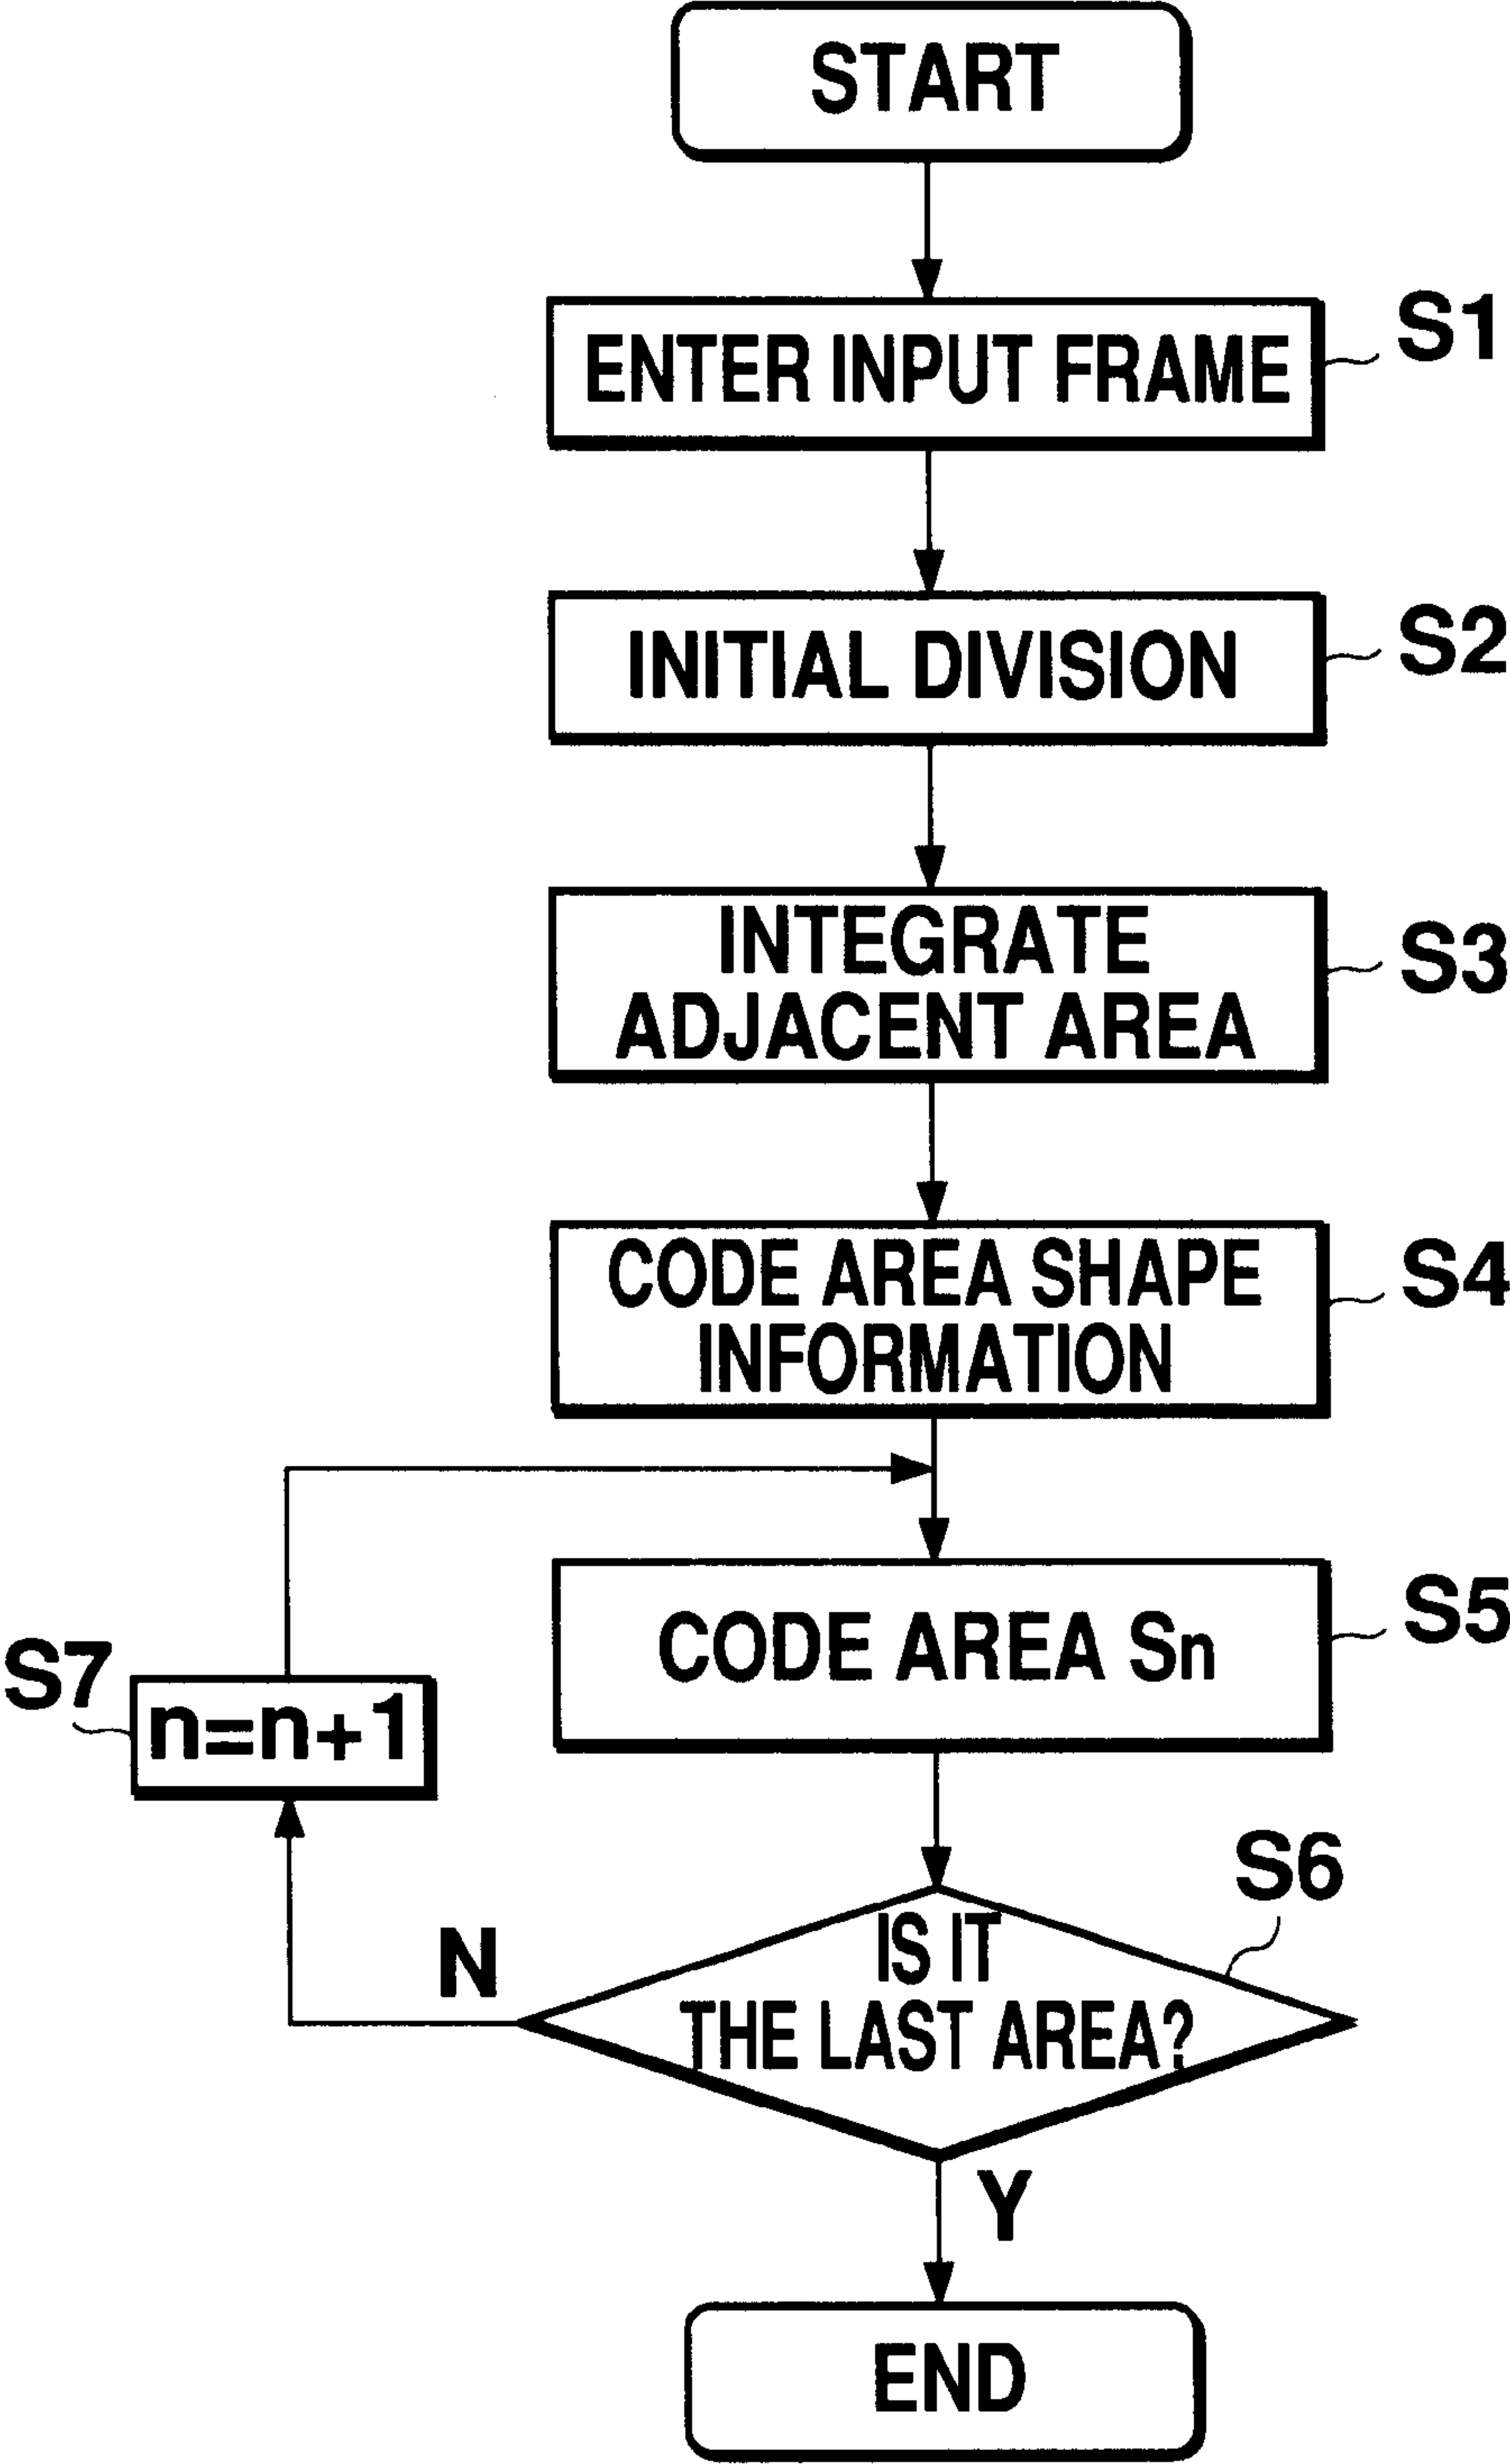 START
ENTER INPUT FRAME
S1
INITIAL DIVISION
S2
INTEGRATE
ADJACENT AREA
S3
CODE AREA SHAPE
INFORMATION
S4
CODE AREA Sn
S5
S7
n=n+1
S6
IS IT
THE LAST AREA?
N
Y
END